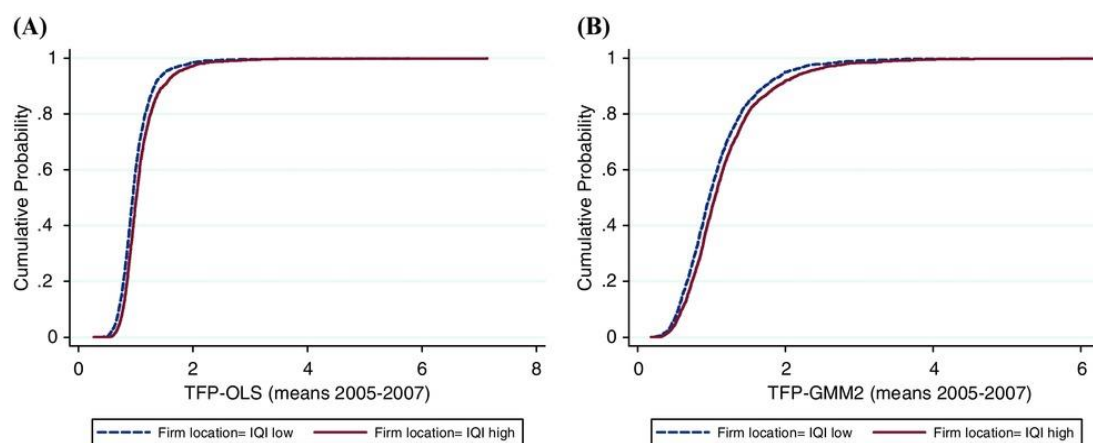 (A)
Cumulative Probability
1
.8
.6
.4
.2
0
0 2 4 6 8
TFP-OLS (means 2005-2007)
Firm location= IQI low Firm location= IQI high
(B)
Cumulative Probability
1
.8
.6
.4
.2
0
0 2 4 6
TFP-GMM2 (means 2005-2007)
Firm location= IQI low Firm location= IQI high